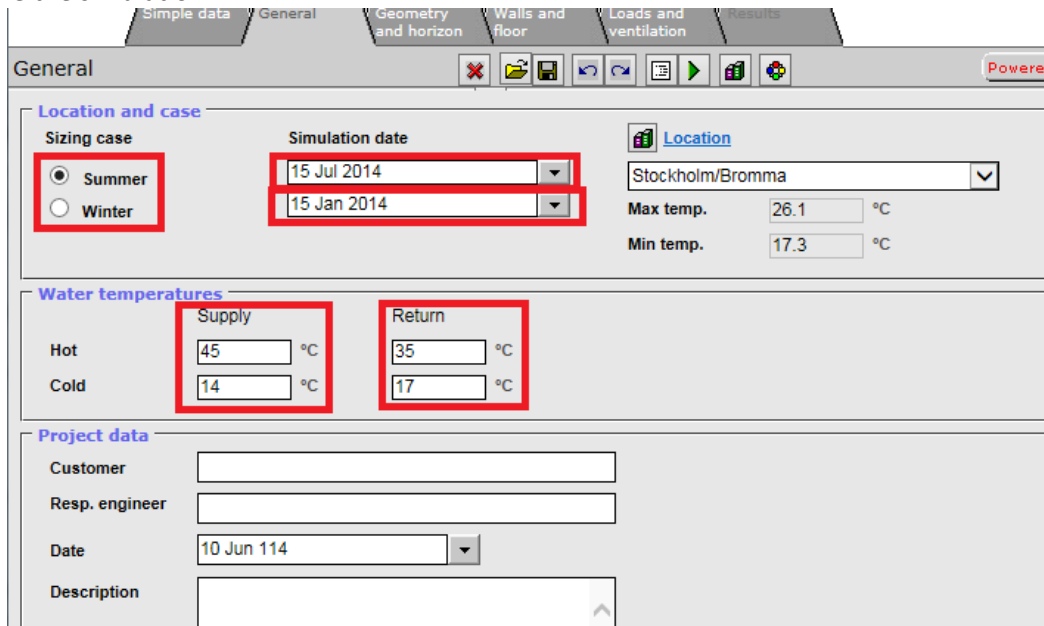 Simple data General Geometry and horizon Walls and floor Loads and ventilation Results
General Powere
Location and case
Sizing case Simulation date Location
Summer 15 Jul 2014 Stockholm/Bromma
Winter 15 Jan 2014 Max temp. 26.1 °C
Min temp. 17.3 °C
Water temperatures
Supply Return
Hot 45 °C 35 °C
Cold 14 °C 17 °C
Project data
Customer
Resp. engineer
Date 10 Jun 114
Description